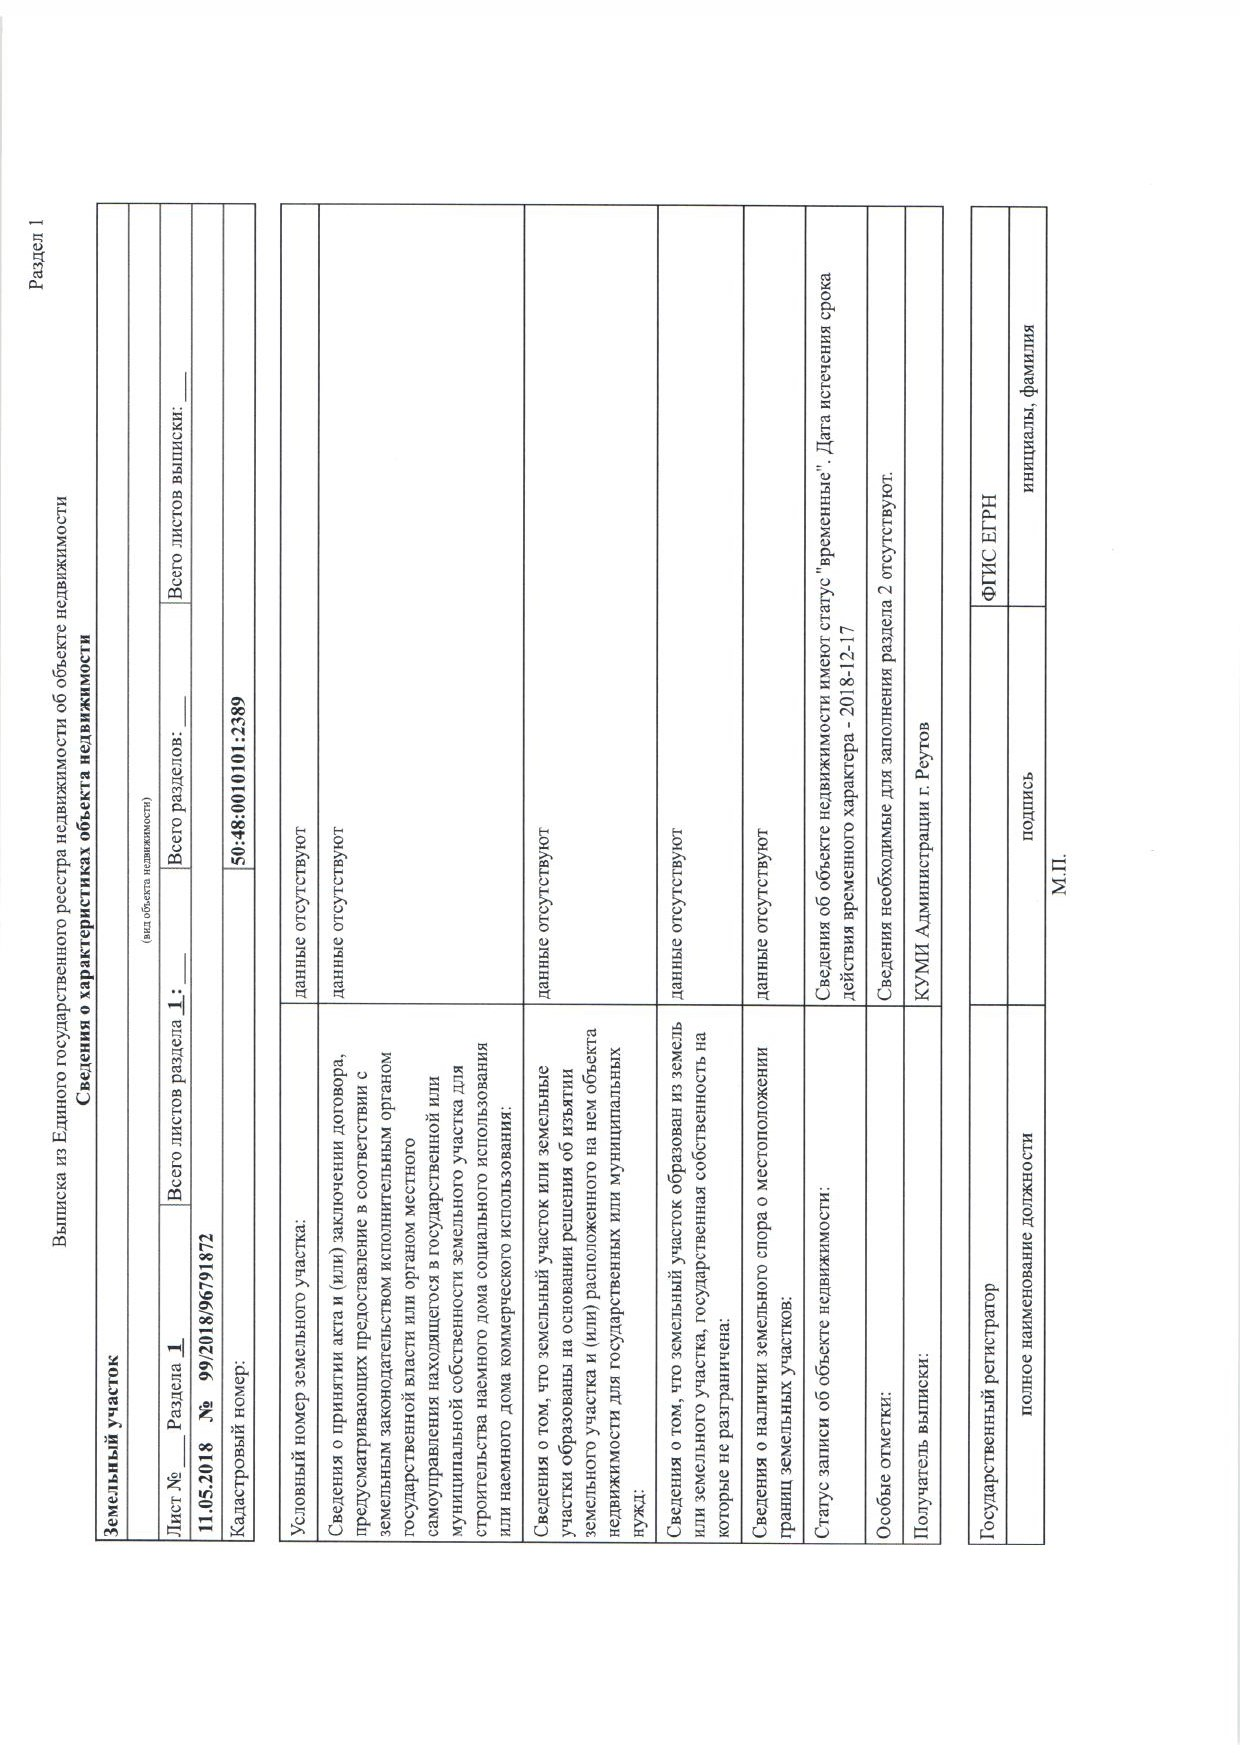 Раздел 1
Выписка из Единого государственного реестра недвижимости об объекте недвижимости
Сведения о характеристиках объекта недвижимости
Земельный участок
(вид объекта недвижимости)
Лист № ___ Раздела 1 Всего листов раздела 1 : ___ Всего разделов: ___ Всего листов выписки: ___
11.05.2018 № 99/2018/96791872
Кадастровый номер: 50:48:0010101:2389
Условный номер земельного участка: данные отсутствуют
Сведения о принятии акта и (или) заключении договора, данные отсутствуют
предусматривающих предоставление в соответствии с
земельным законодательством исполнительным органом
государственной власти или органом местного
самоуправления находящегося в государственной или
муниципальной собственности земельного участка для
строительства наемного дома социального использования
или наемного дома коммерческого использования:
Сведения о том, что земельный участок или земельные данные отсутствуют
участки образованы на основании решения об изъятии
земельного участка и (или) расположенного на нем объекта
недвижимости для государственных или муниципальных
нужд:
Сведения о том, что земельный участок образован из земель данные отсутствуют
или земельного участка, государственная собственность на
которые не разграничена:
Сведения о наличии земельного спора о местоположении данные отсутствуют
границ земельных участков:
Статус записи об объекте недвижимости: Сведения об объекте недвижимости имеют статус "временные". Дата истечения срока
действия временного характера - 2018-12-17
Особые отметки: Сведения необходимые для заполнения раздела 2 отсутствуют.
Получатель выписки: КУМИ Администрации г. Реутов
Государственный регистратор ФГИС ЕГРН
полное наименование должности подпись инициалы, фамилия
М.П.